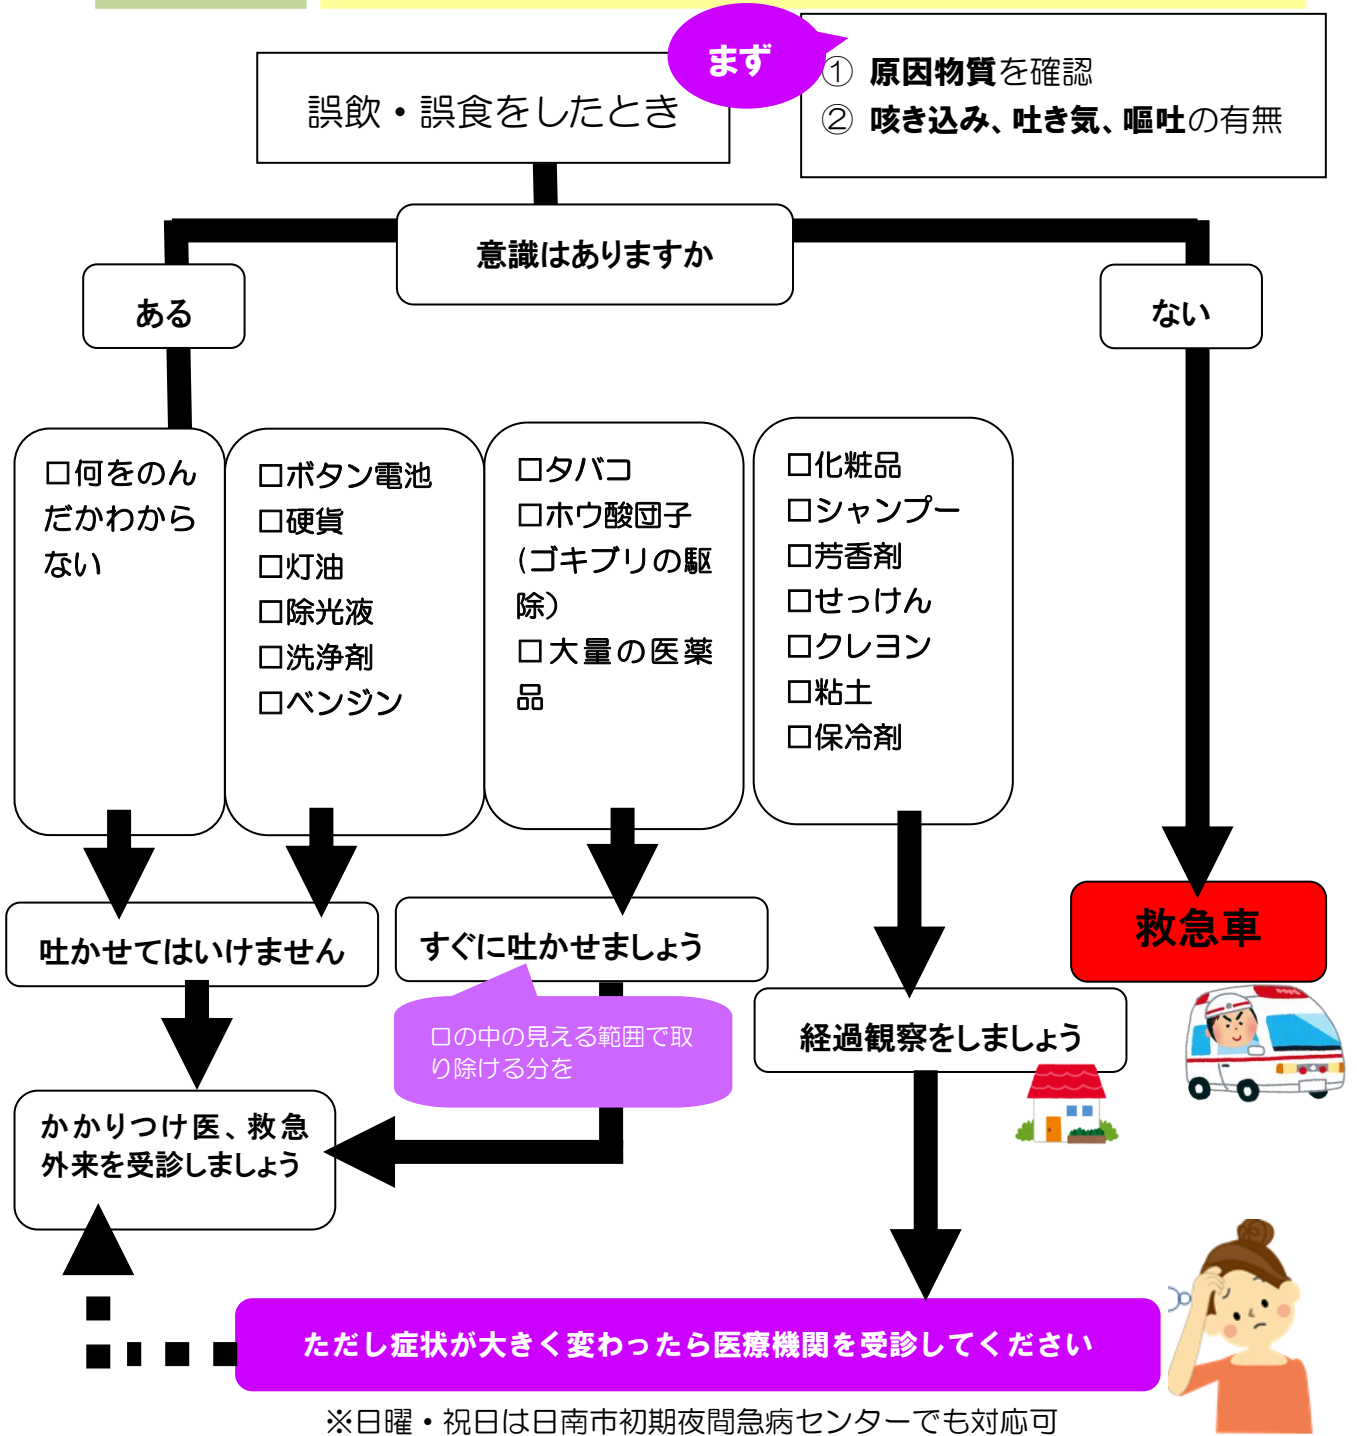 まず
① 原因物質を確認
② 咳き込み、吐き気、嘔吐の有無
誤飲・誤食をしたとき
意識はありますか
ある
ない
□何をのん
だかわから
ない
□ボタン電池
□硬貨
□灯油
□除光液
□洗浄剤
□ベンジン
□タバコ
□ホウ酸団子
(ゴキブリの駆
除）
□大量の医薬
品
□化粧品
□シャンプー
□芳香剤
□せっけん
□クレヨン
□粘土
□保冷剤
吐かせてはいけません
すぐに吐かせましょう
口の中の見える範囲で取
り除ける分を
経過観察をしましょう
救急車
かかりつけ医、救急
外来を受診しましょう
ただし症状が大きく変わったら医療機関を受診してください
※日曜・祝日は日南市初期夜間急病センターでも対応可